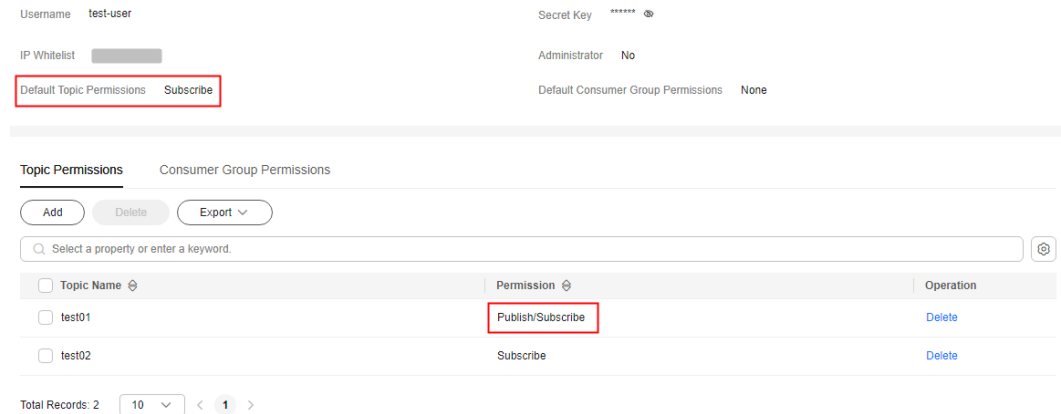 Username test-user Secret Key ******
IP Whitelist Administrator No
Default Topic Permissions Subscribe Default Consumer Group Permissions None
Topic Permissions Consumer Group Permissions
Add Delete Export
Select a property or enter a keyword.
Topic Name Permission Operation
test01 Publish/Subscribe Delete
test02 Subscribe Delete
Total Records: 2 10 < 1 >